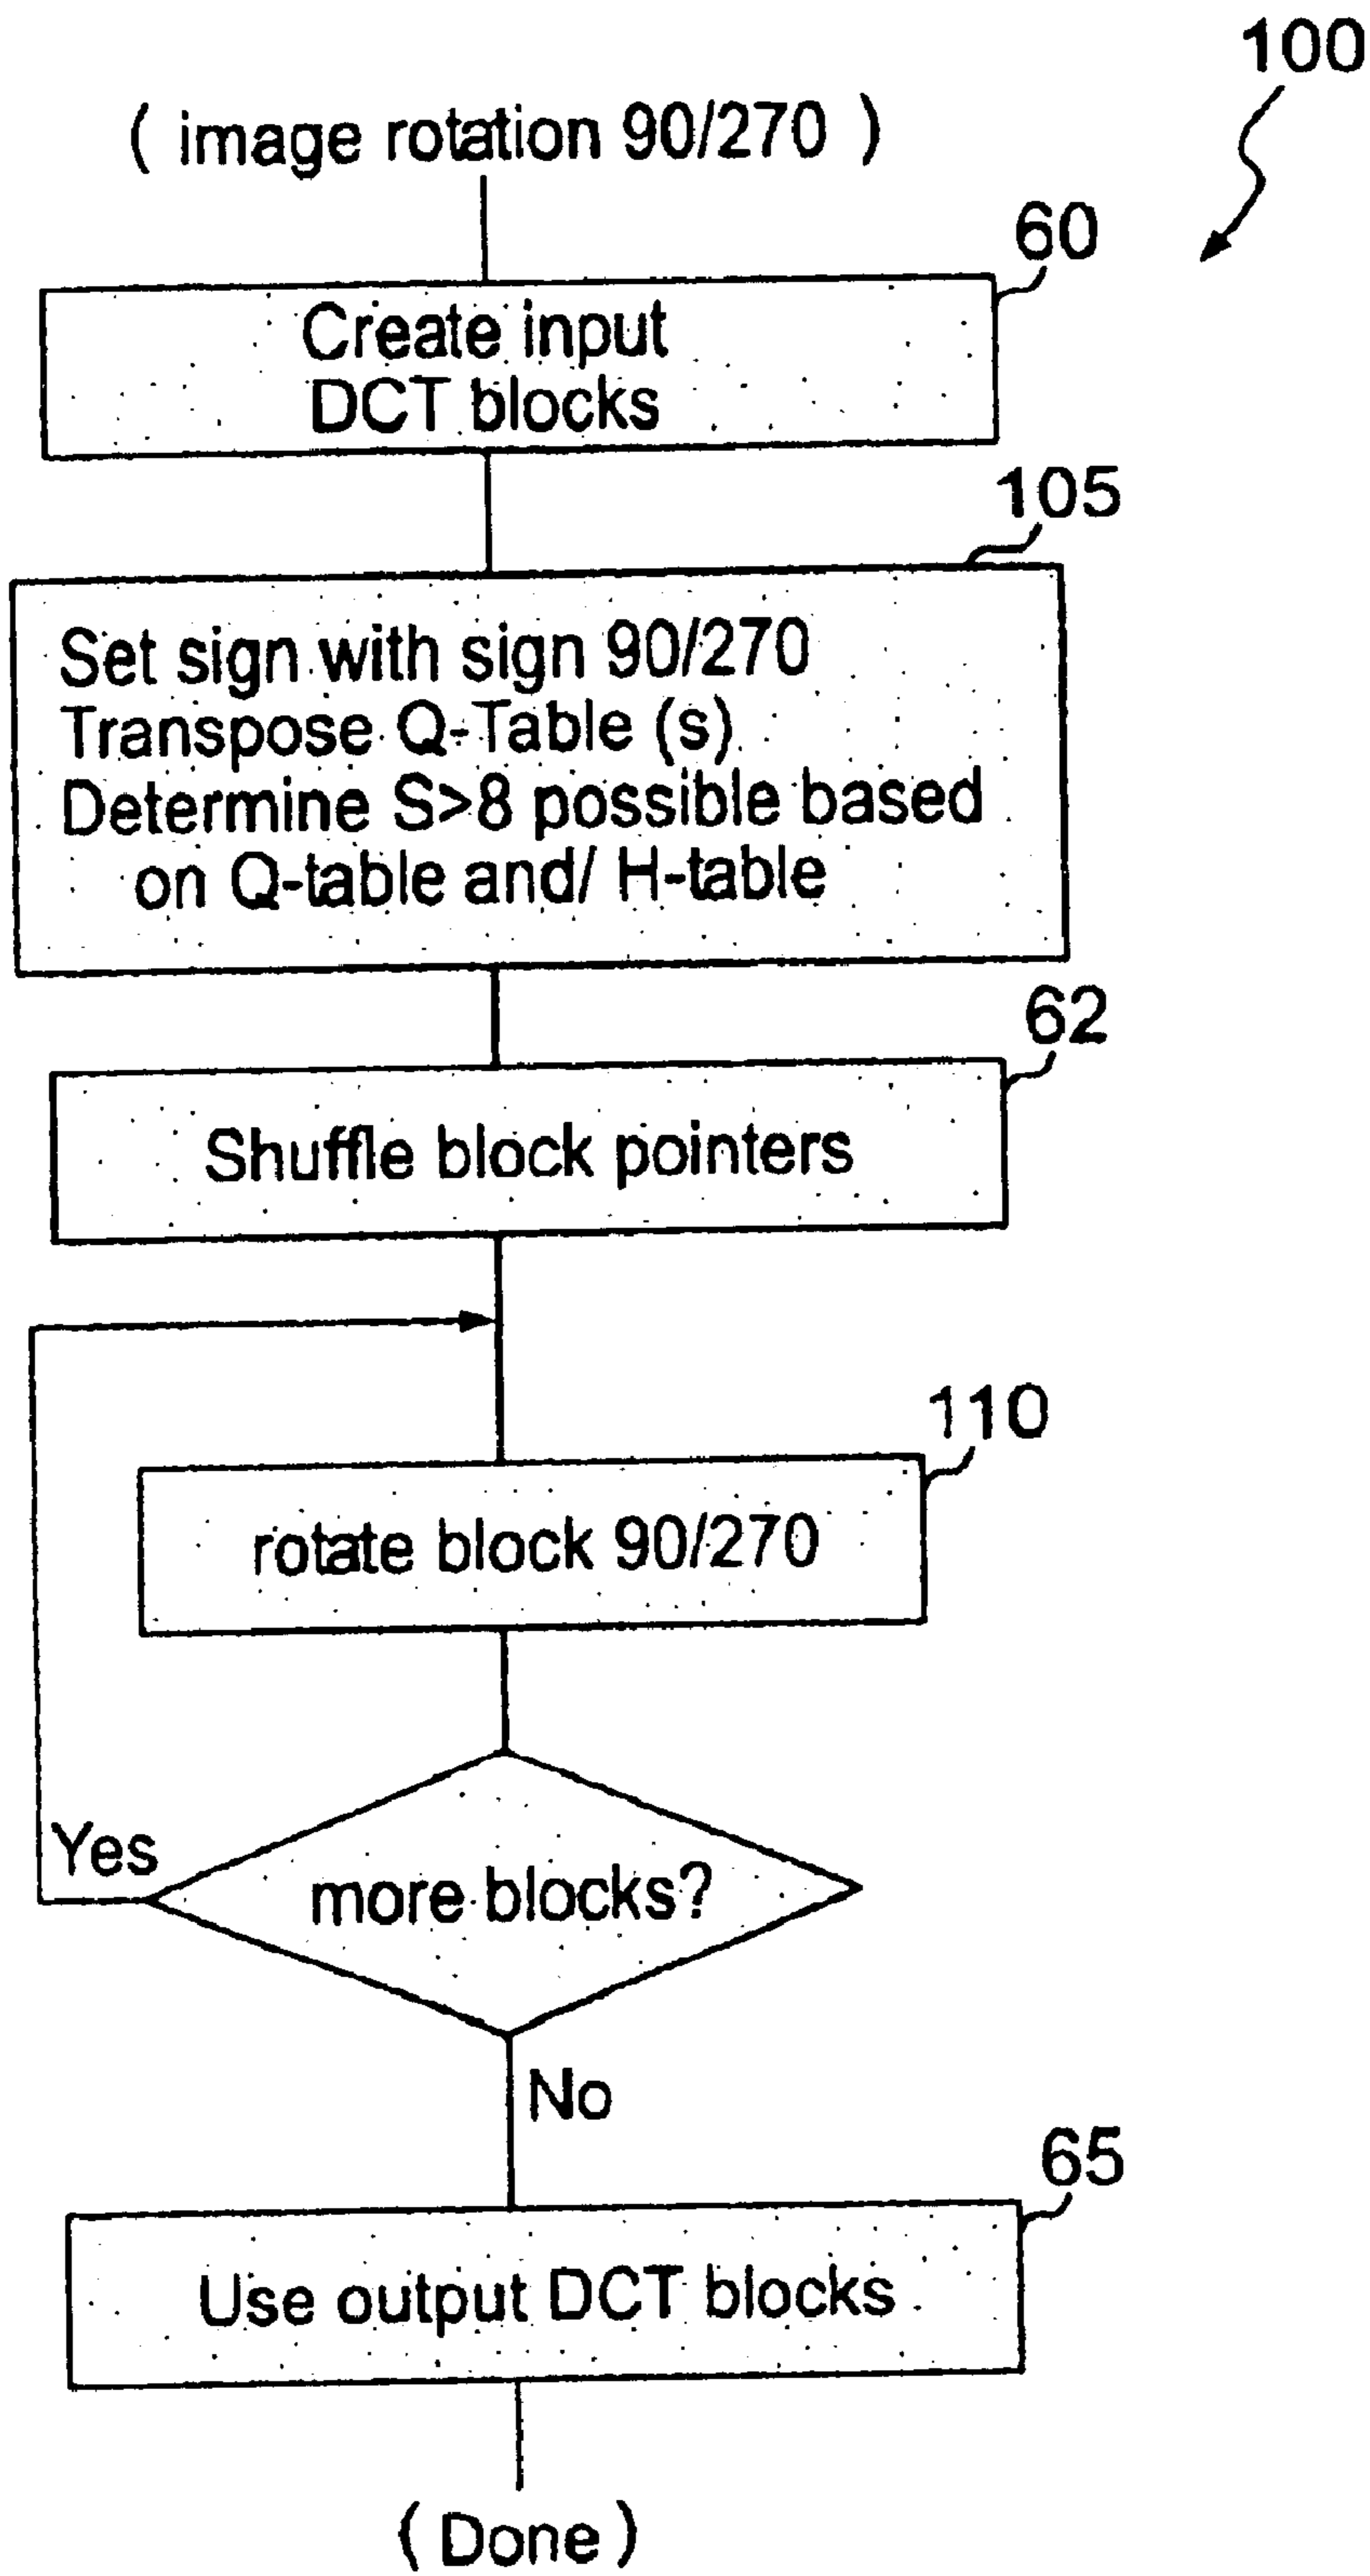 100
( image rotation 90/270 )
60
Create input
DCT blocks
105
Set sign with sign 90/270
Transpose Q-Table (s)
Determine S>8 possible based
on Q-table and/ H-table
62
Shuffle block pointers
110
rotate block 90/270
Yes
more blocks?
No
65
Use output DCT blocks
(Done)